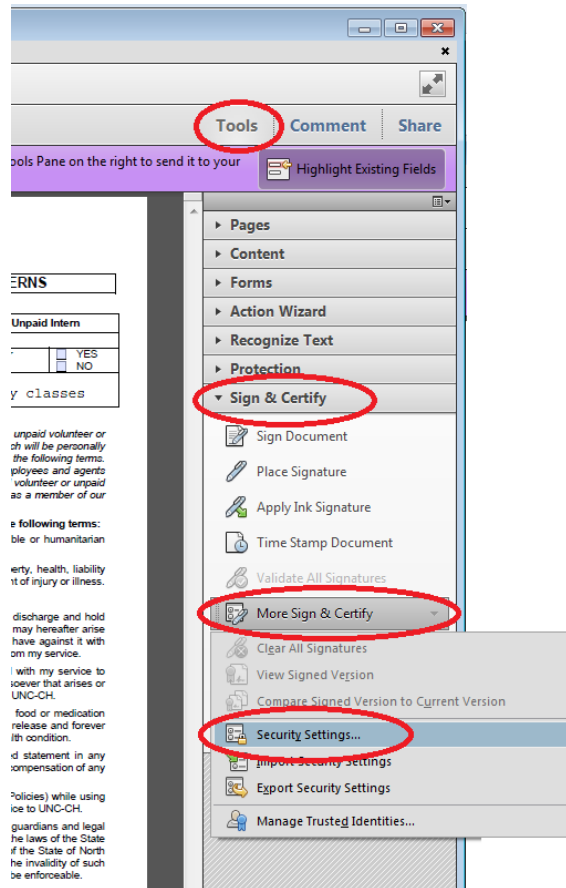 Tools Comment Share
ools Pane on the right to send it to your
Highlight Existing Fields
Pages
Content
Forms
Action Wizard
Recognize Text
Protection
Sign & Certify
Sign Document
Place Signature
Apply Ink Signature
Time Stamp Document
Validate All Signatures
More Sign & Certify
Clear All Signatures
View Signed Version
Compare Signed Version to Current Version
Security Settings...
Import Security Settings
Export Security Settings
Manage Trusted Identities...
ERNS
Unpaid Intern
YES
NO
y classes
unpaid volunteer or
ch will be personally
the following terms.
ployees and agents
volunteer or unpaid
as a member of our
e following terms:
ble or humanitarian
erty, health, liability
nt of injury or illness.
discharge and hold
may hereafter arise
have against it with
om my service.
with my service to
soever that arises or
UNC-CH.
food or medication
release and forever
lth condition.
ed statement in any
compensation of any
Policies) while using
ice to UNC-CH.
guardians and legal
he laws of the State
f the State of North
he invalidity of such
be enforceable.